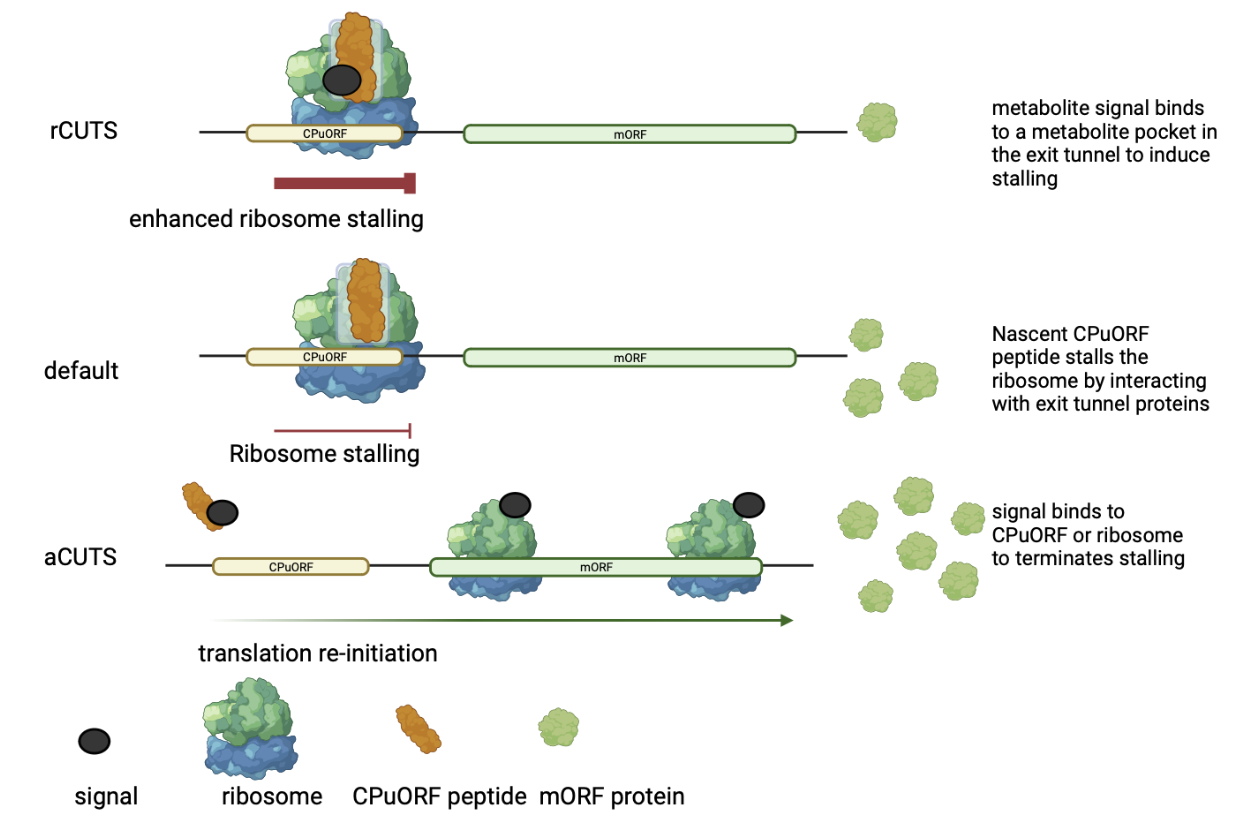 rCUTS
CPuORF
mORF
metabolite signal binds
to a metabolite pocket in
the exit tunnel to induce
stalling
enhanced ribosome stalling
default
CPuORF
mORF
Nascent CPuORF
peptide stalls the
ribosome by interacting
with exit tunnel proteins
Ribosome stalling
aCUTS
CPuORF
mORF
signal binds to
CPuORF or ribosome
to terminates stalling
translation re-initiation
signal
ribosome
CPuORF peptide
mORF protein